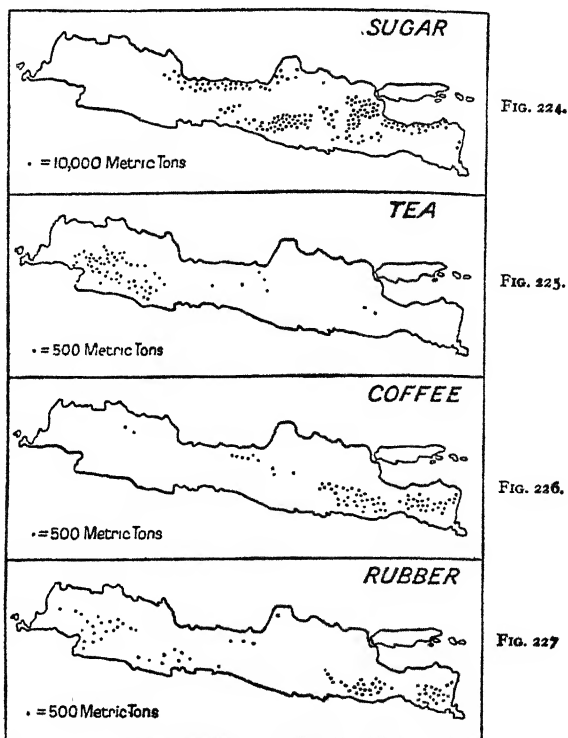 SUGAR
FIG. 224.
• = 10,000 Metric Tons
TEA
FIG. 225.
• = 500 Metric Tons
COFFEE
FIG. 226.
• = 500 Metric Tons
RUBBER
FIG. 227
• = 500 Metric Tons